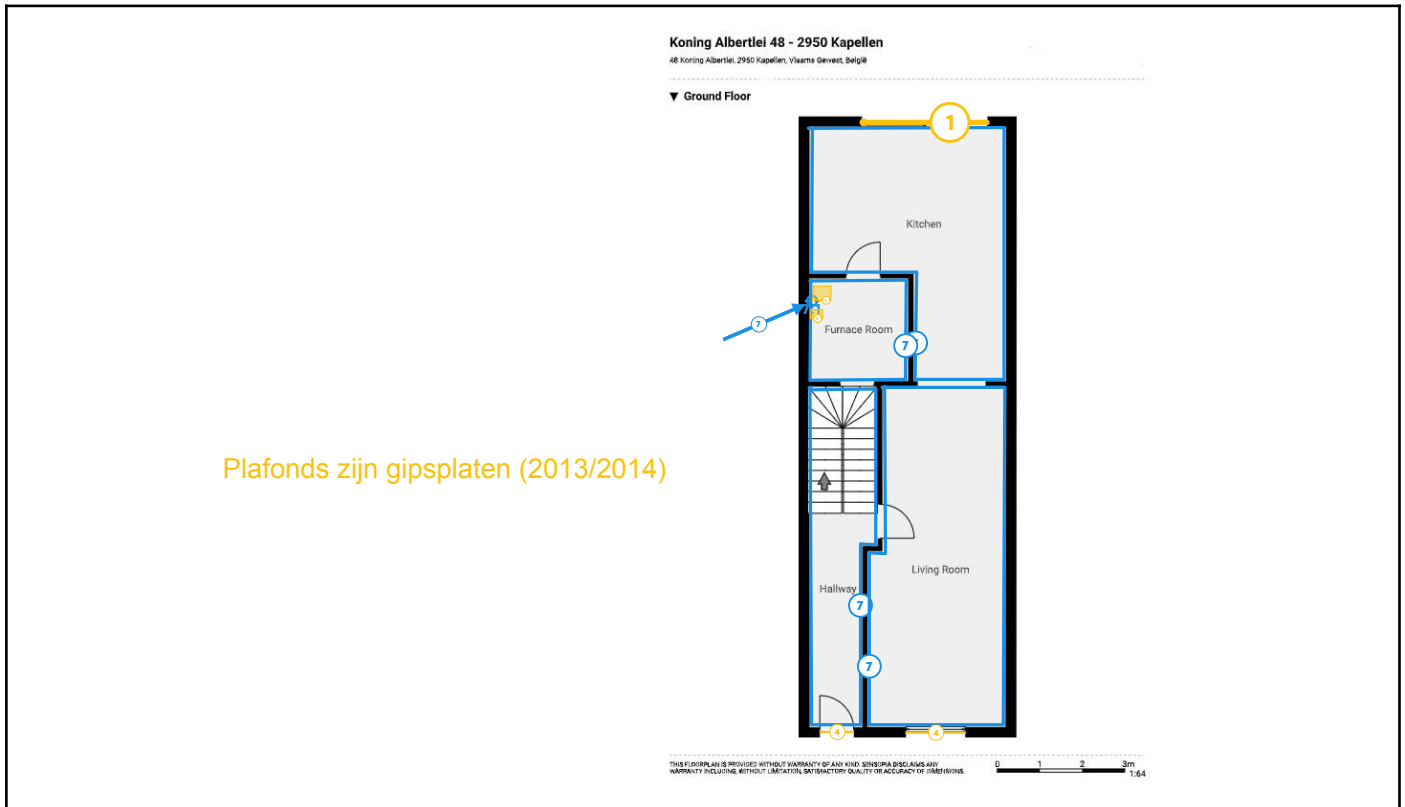 Koning Albertlei 48 - 2950 Kapellen
48 Koning Albertlei, 2950 Kapellen, Vlaams Gewest, België
▼ Ground Floor
1
Kitchen
7
Furnace Room
7
Plafonds zijn gipsplaten (2013/2014)
Living Room
Hallway
7
7
4
4
THIS FLOORPLAN IS PROVIDED WITHOUT WARRANTY OF ANY KIND. SENSOPIA DISCLAIMS ANY
WARRANTY INCLUDING, WITHOUT LIMITATION, SATISFACTORY QUALITY OR ACCURACY OF DIMENSIONS.
0 1 2 3m
1:64